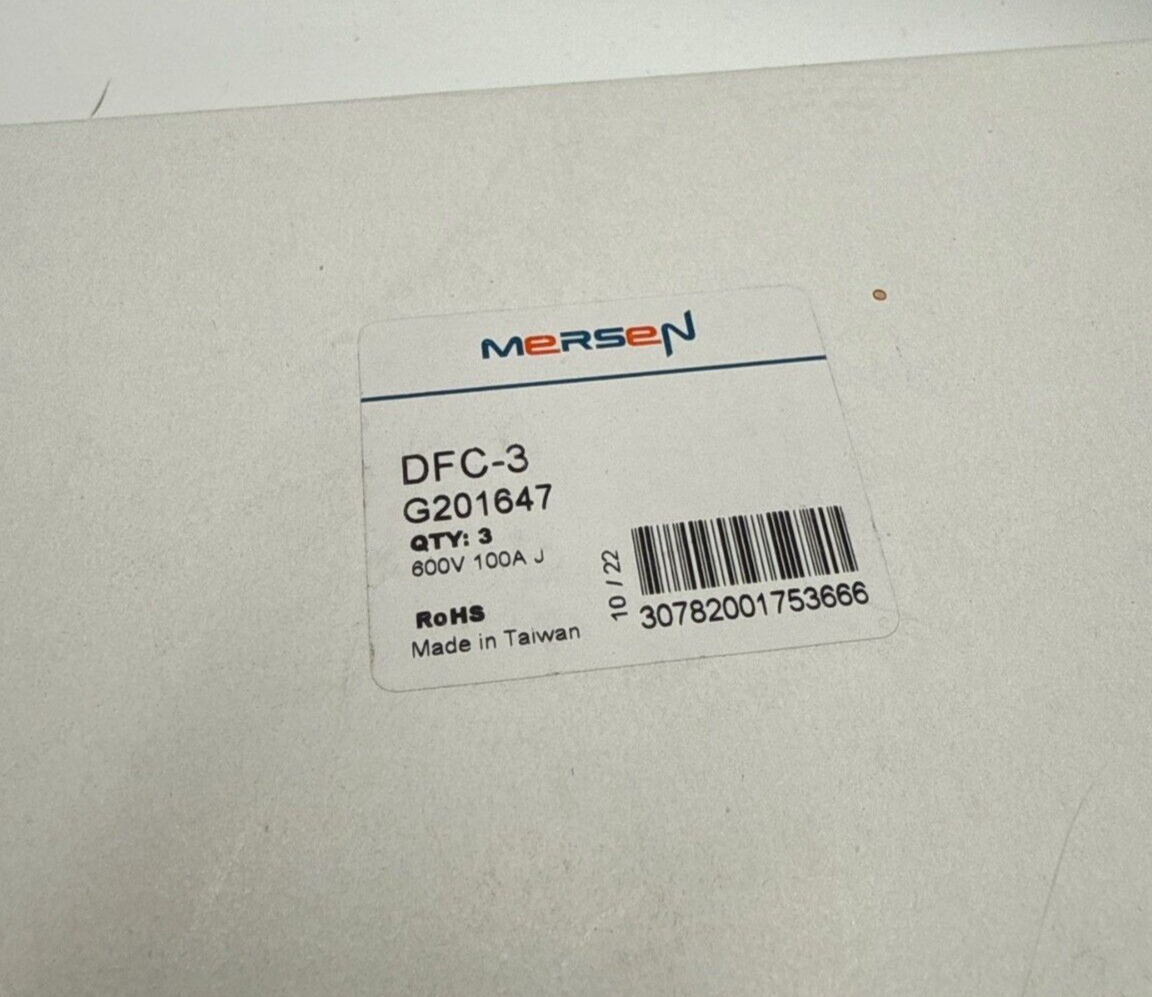 MERSEN
DFC-3
G201647
QTY: 3
600V 100A J
10 / 22
30782001753666
RoHS
Made in Taiwan